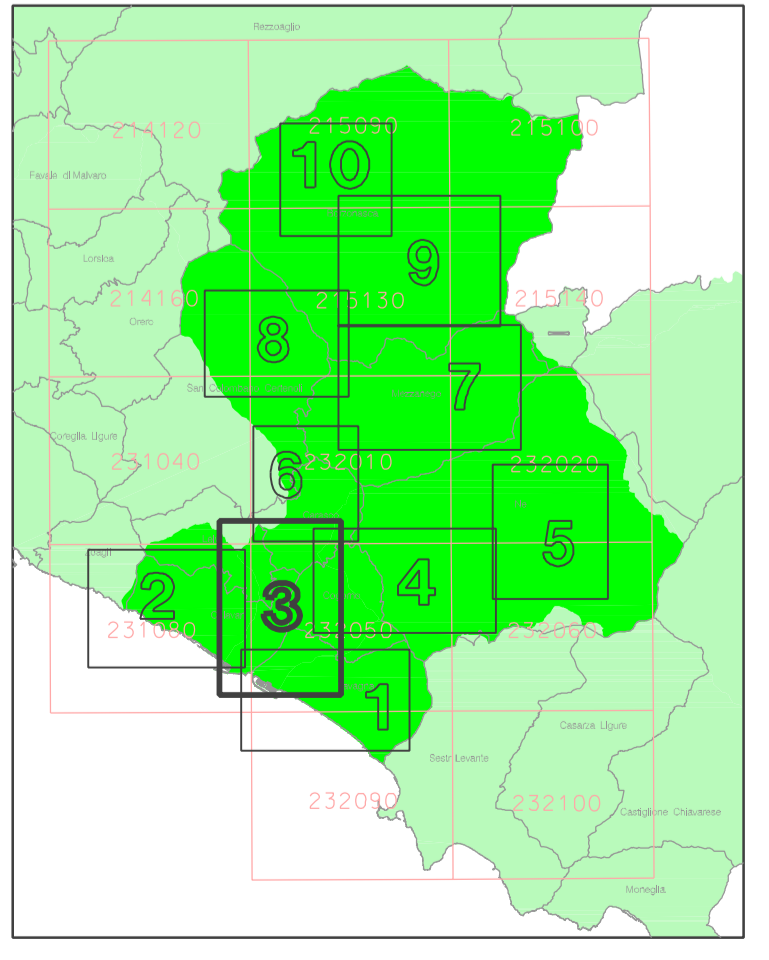 Rezzoaglio
214120
215090
215100
10
Favale di Malvaro
9
Lorsica
214160
215130
215140
Orero
8
7
San Colombano Certenoli
Mezzanego
Coreglia Ligure
231040
6
232010
232020
5
Zoagli
2
3
4
231080
232050
232060
1
Casarza Ligure
Sestri Levante
232090
232100
Castiglione Chiavarese
Moneglia